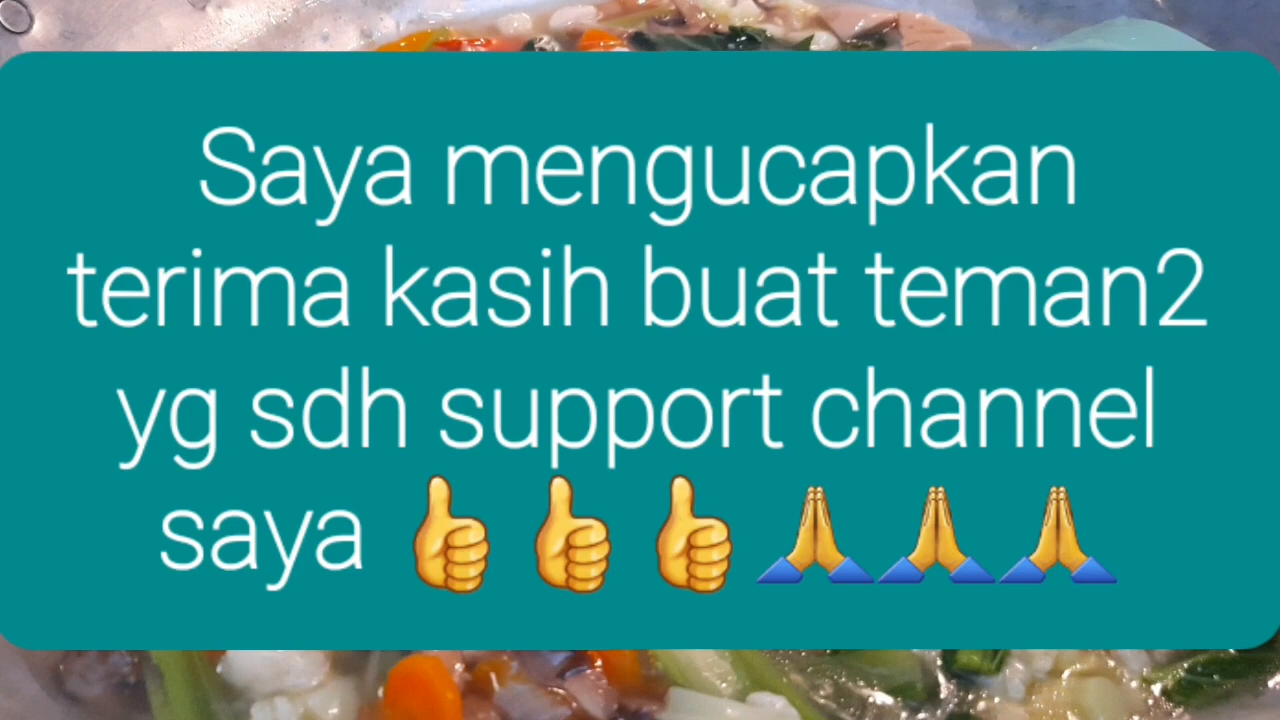 Saya mengucapkan
terima kasih buat teman2
yg sdh support channel
saya 👍 👍 👍 🙏🙏🙏